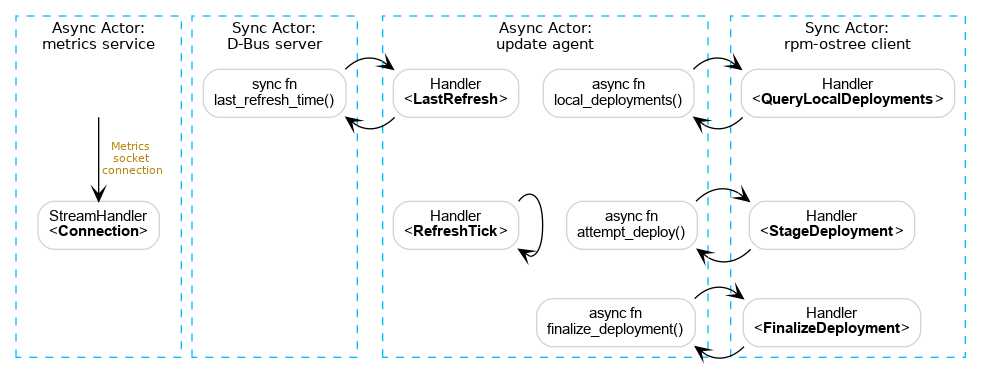 Async Actor:
metrics service
Sync Actor:
D-Bus server
Async Actor:
update agent
Sync Actor:
rpm-ostree client
sync fn
last_refresh_time()
Handler
<LastRefresh>
async fn
local_deployments()
Handler
<QueryLocalDeployments>
Metrics
socket
connection
StreamHandler
<Connection>
Handler
<RefreshTick>
async fn
attempt_deploy()
Handler
<StageDeployment>
async fn
finalize_deployment()
Handler
<FinalizeDeployment>